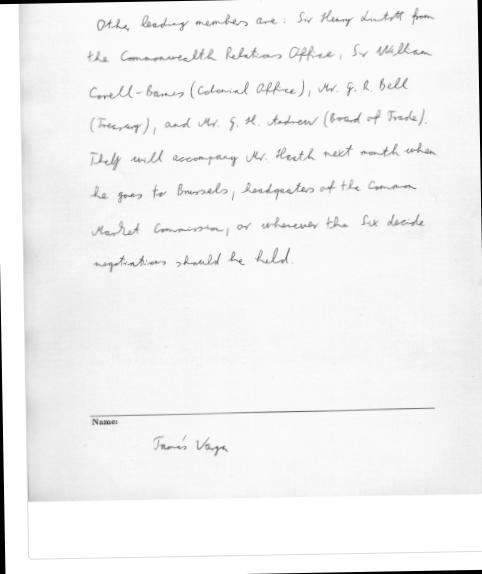 Other leading members are: Sir Henry Lintott from
the Commonwealth Relations Office, Sir William
Gorell-Barnes (Colonial Office), Mr. G. R. Bell
(Treasury), and Mr. G. H. Andrew (Board of Trade).
They will accompany Mr. Heath next month when
he goes to Brussels, headquarters of the Common
Market Commission, or wherever the Six decide
negotiations should be held.
Name:
Tamás Varga